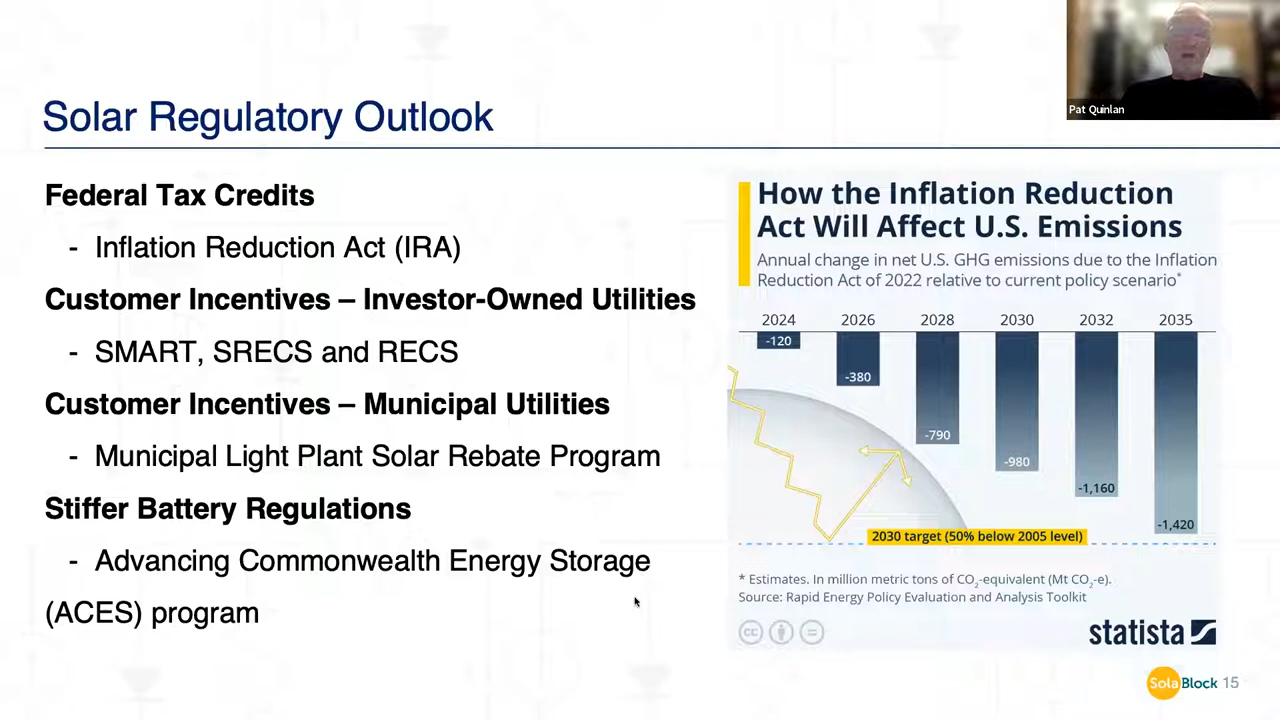 Pat Quinlan
Solar Regulatory Outlook
Federal Tax Credits
- Inflation Reduction Act (IRA)
Customer Incentives – Investor-Owned Utilities
- SMART, SRECS and RECS
Customer Incentives – Municipal Utilities
- Municipal Light Plant Solar Rebate Program
Stiffer Battery Regulations
- Advancing Commonwealth Energy Storage
(ACES) program
How the Inflation Reduction
Act Will Affect U.S. Emissions
Annual change in net U.S. GHG emissions due to the Inflation
Reduction Act of 2022 relative to current policy scenario*
2024 2026 2028 2030 2032 2035
-120
-380
-790
-980
-1,160
-1,420
2030 target (50% below 2005 level)
* Estimates. In million metric tons of CO2-equivalent (Mt CO2-e).
Source: Rapid Energy Policy Evaluation and Analysis Toolkit
cc
statista
SolaBlock 15